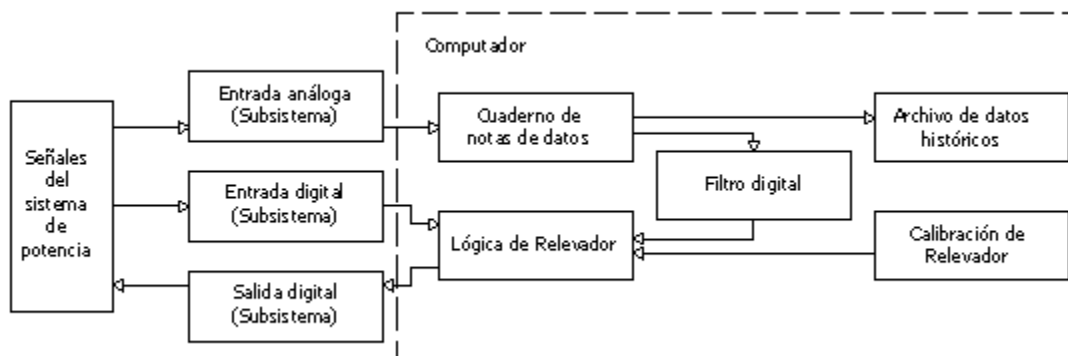 Computador
Señales
del
sistema
de
potencia
Entrada análoga
(Subsistema)
Entrada digital
(Subsistema)
Salida digital
(Subsistema)
Cuaderno de
notas de datos
Lógica de Relevador
Filtro digital
Archivo de datos
históricos
Calibración de
Relevador